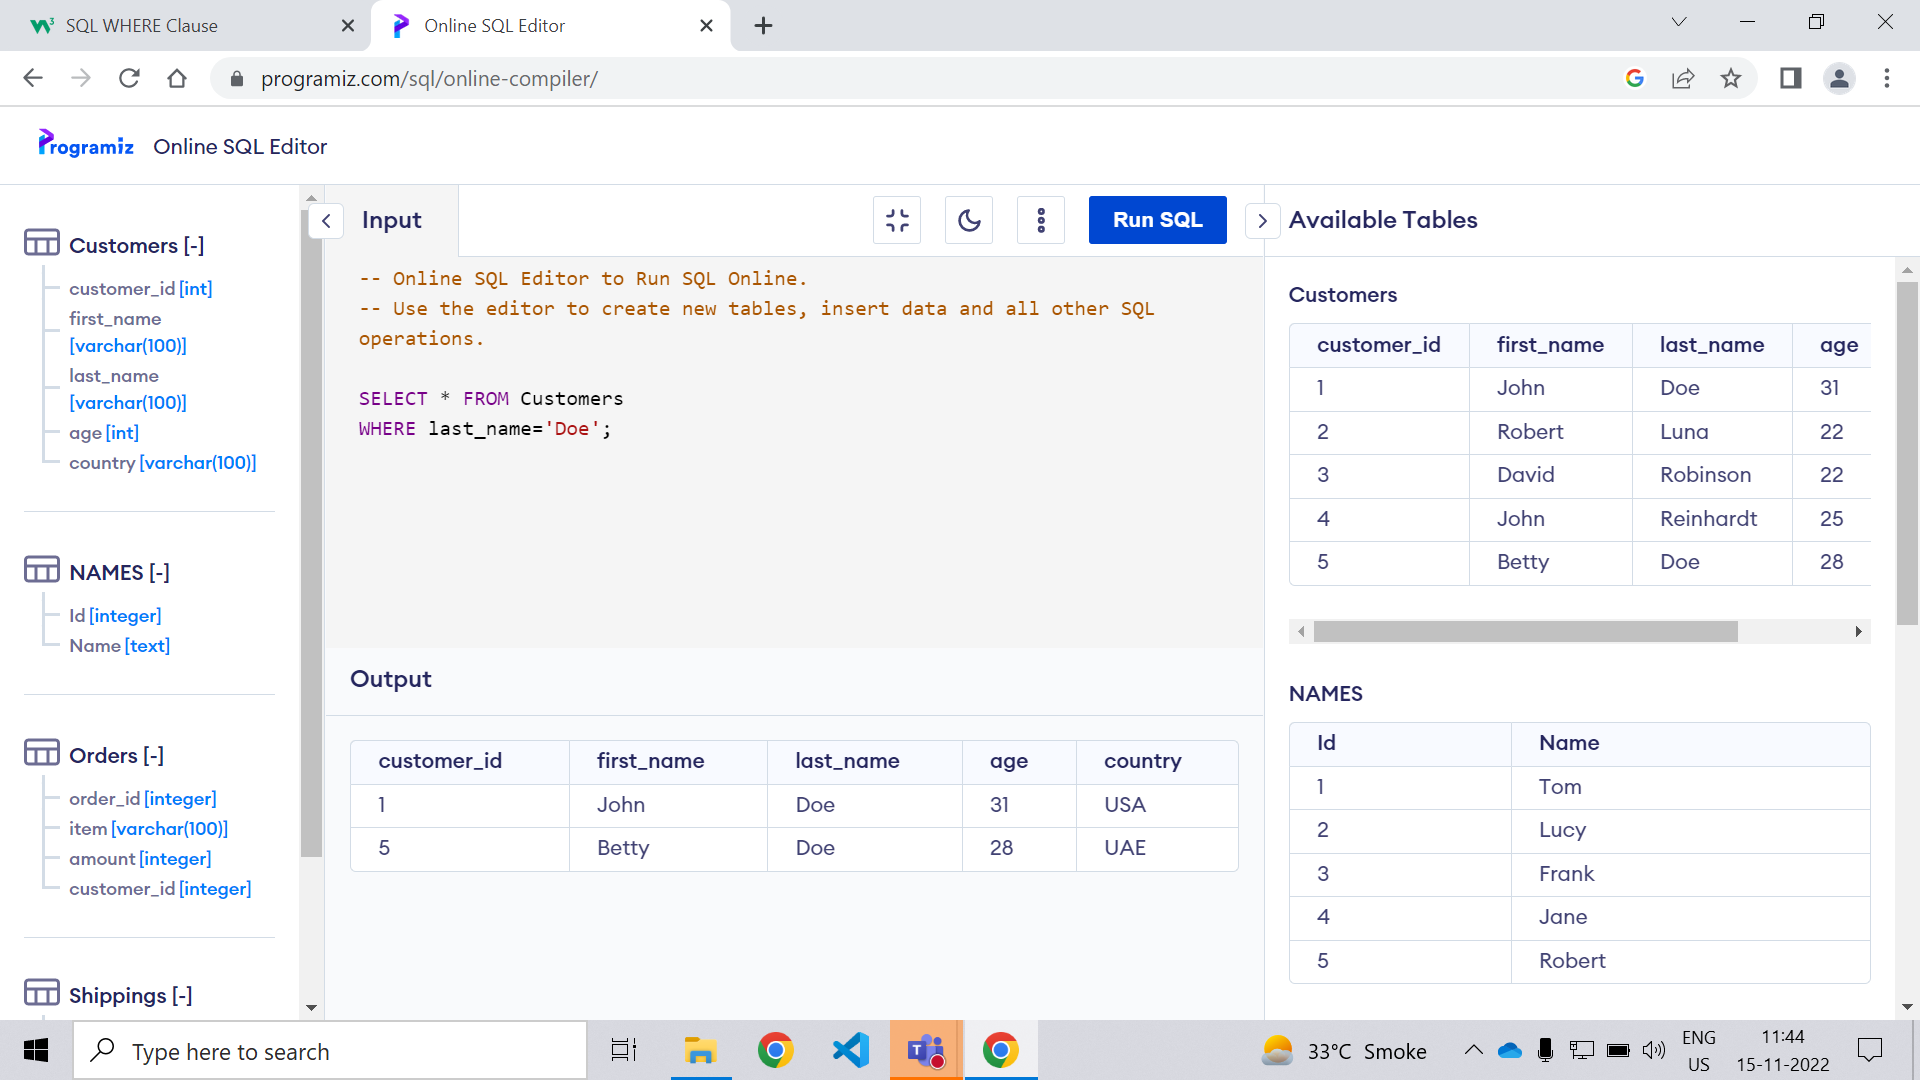 SQL WHERE Clause
Online SQL Editor
programiz.com/sql/online-compiler/
Programiz Online SQL Editor
Customers [-]
customer_id [int]
first_name
[varchar(100)]
last_name
[varchar(100)]
age [int]
country [varchar(100)]
NAMES [-]
Id [integer]
Name [text]
Orders [-]
order_id [integer]
item [varchar(100)]
amount [integer]
customer_id [integer]
Shippings [-]
Input
Run SQL
-- Online SQL Editor to Run SQL Online.
-- Use the editor to create new tables, insert data and all other SQL
operations.
SELECT * FROM Customers
WHERE last_name='Doe';
Output
customer_id first_name last_name age country
1 John Doe 31 USA
5 Betty Doe 28 UAE
Available Tables
Customers
customer_id first_name last_name age
1 John Doe 31
2 Robert Luna 22
3 David Robinson 22
4 John Reinhardt 25
5 Betty Doe 28
NAMES
Id Name
1 Tom
2 Lucy
3 Frank
4 Jane
5 Robert
Type here to search
33°C Smoke
ENG
US
11:44
15-11-2022